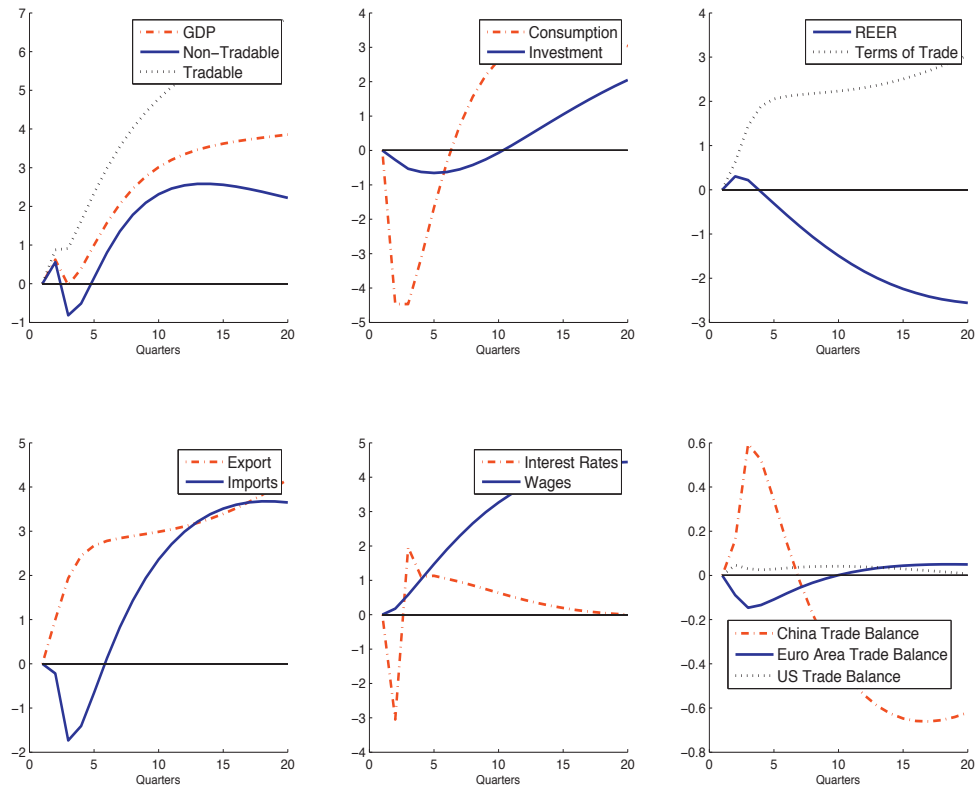 7
6
5
4
3
2
1
0
−1
GDP
Non−Tradable
Tradable
0 5 10 15 20
Quarters
4
3
2
1
0
−1
−2
−3
−4
−5
Consumption
Investment
0 5 10 15 20
Quarters
4
3
2
1
0
−1
−2
−3
REER
Terms of Trade
0 5 10 15 20
Quarters
5
4
3
2
1
0
−1
−2
Export
Imports
0 5 10 15 20
Quarters
5
4
3
2
1
0
−1
−2
−3
−4
Interest Rates
Wages
0 5 10 15 20
Quarters
0.6
0.4
0.2
0
−0.2
−0.4
−0.6
−0.8
China Trade Balance
Euro Area Trade Balance
US Trade Balance
0 5 10 15 20
Quarters